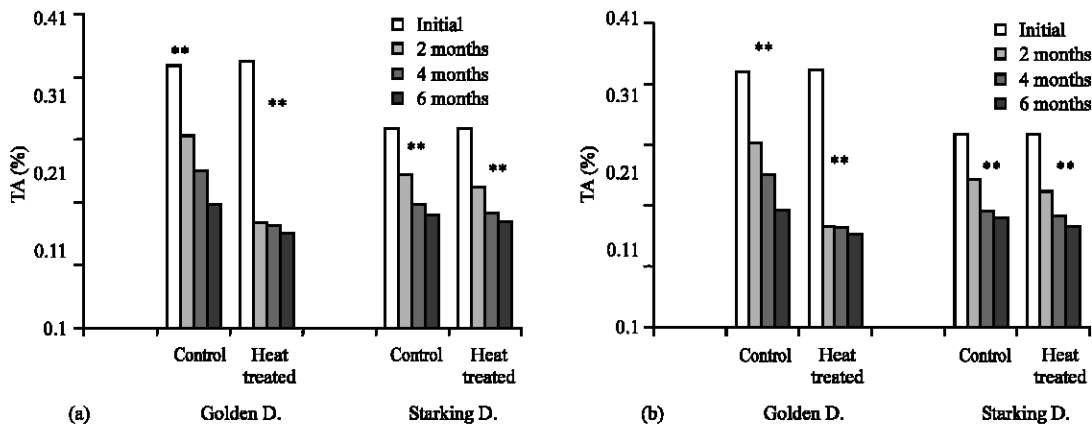 0.41
0.31
0.21
0.11
0.1
TA (%)
**
**
**
**
Initial
2 months
4 months
6 months
Control
Heat treated
Control
Heat treated
(a)
Golden D.
Starking D.
0.41
0.31
0.21
0.11
0.1
TA (%)
**
**
**
**
Initial
2 months
4 months
6 months
Control
Heat
treated
Control
Heat
treated
(b)
Golden D.
Starking D.